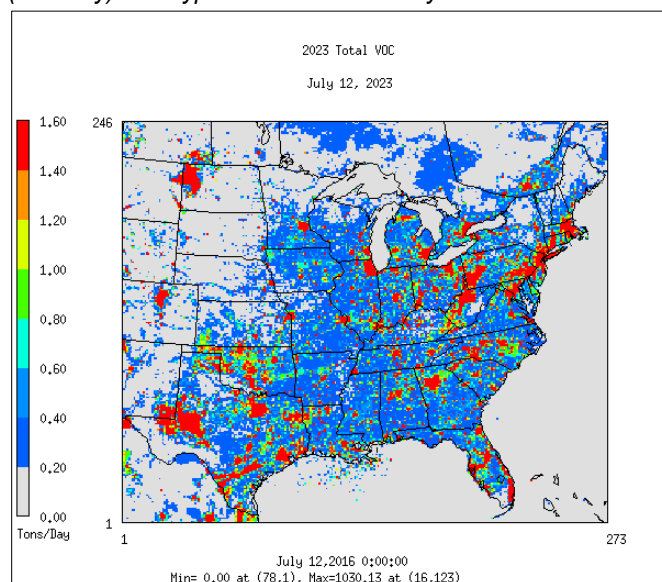 2023 Total VOC
July 12, 2023
246
1.60
1.40
1.20
1.00
0.80
0.60
0.40
0.20
0.00
Tons/Day
1
1
273
July 12,2016 0:00:00
Min= 0.00 at (78,1), Max=1030.13 at (16,123)